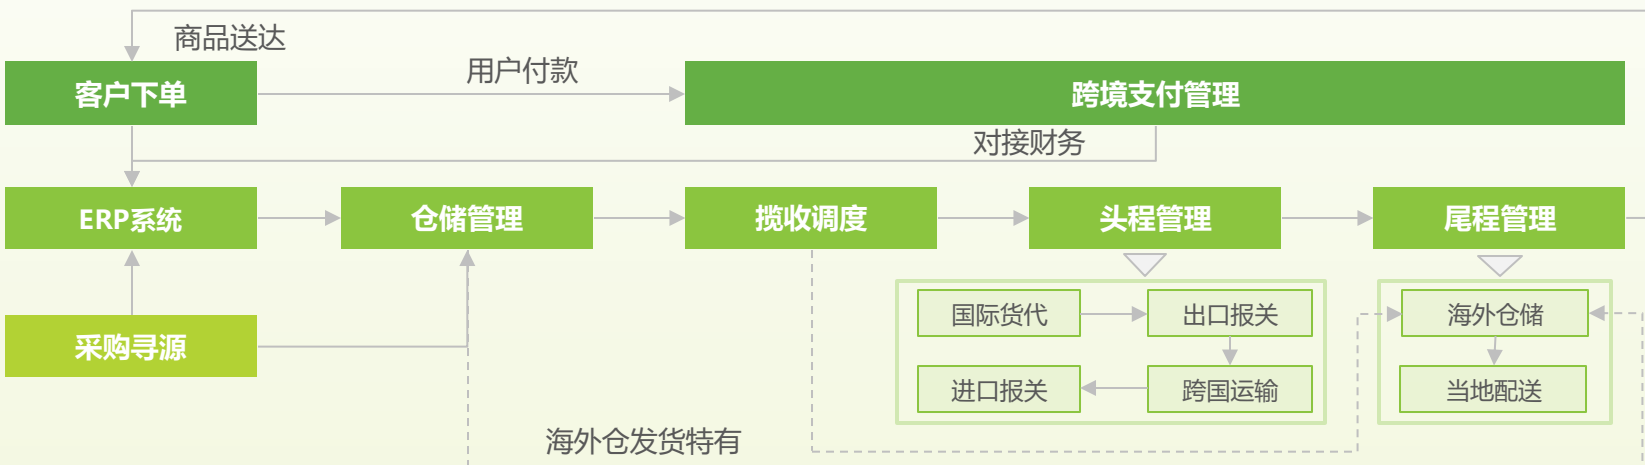 商品送达
用户付款
客户下单
跨境支付管理
对接财务
ERP系统
仓储管理
揽收调度
头程管理
尾程管理
国际货代
出口报关
海外仓储
采购寻源
进口报关
跨国运输
当地配送
海外仓发货特有